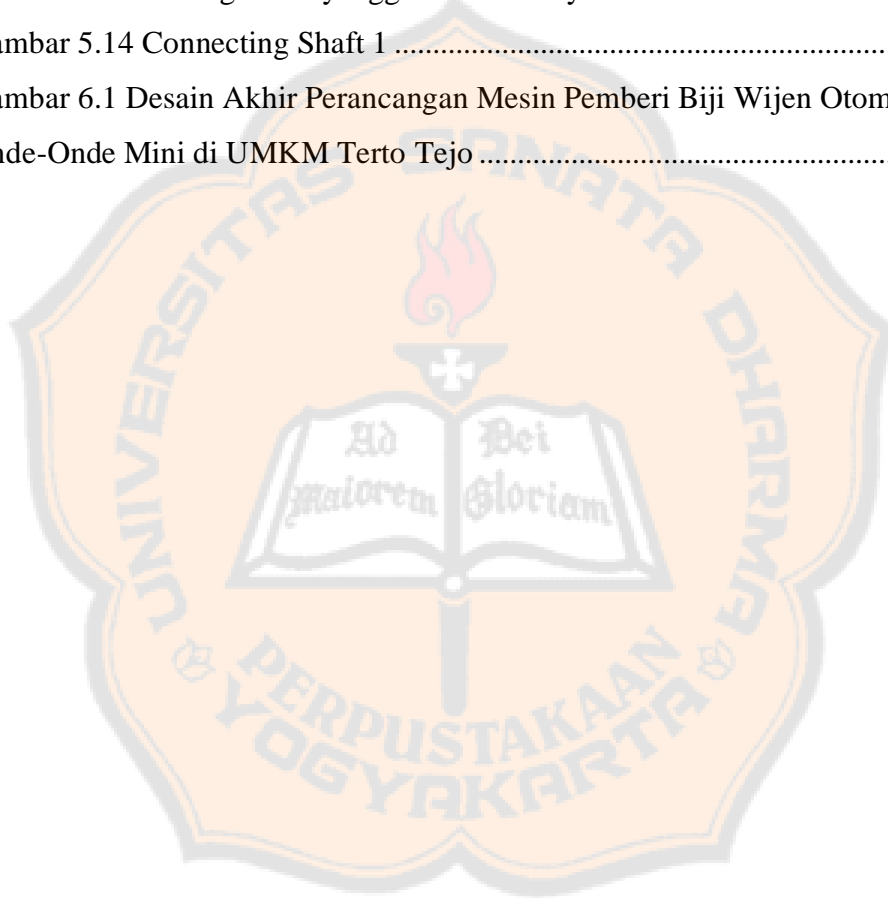 ambar 5.14 Connecting Shaft 1 ................................................................
ambar 6.1 Desain Akhir Perancangan Mesin Pemberi Biji Wijen Otom
nde-Onde Mini di UMKM Terto Tejo ....................................................
UNIVERSITAS SANATA DHARMA
Ad Dei
maiorem Gloriam
PERPUSTAKAAN
YOGYAKARTA